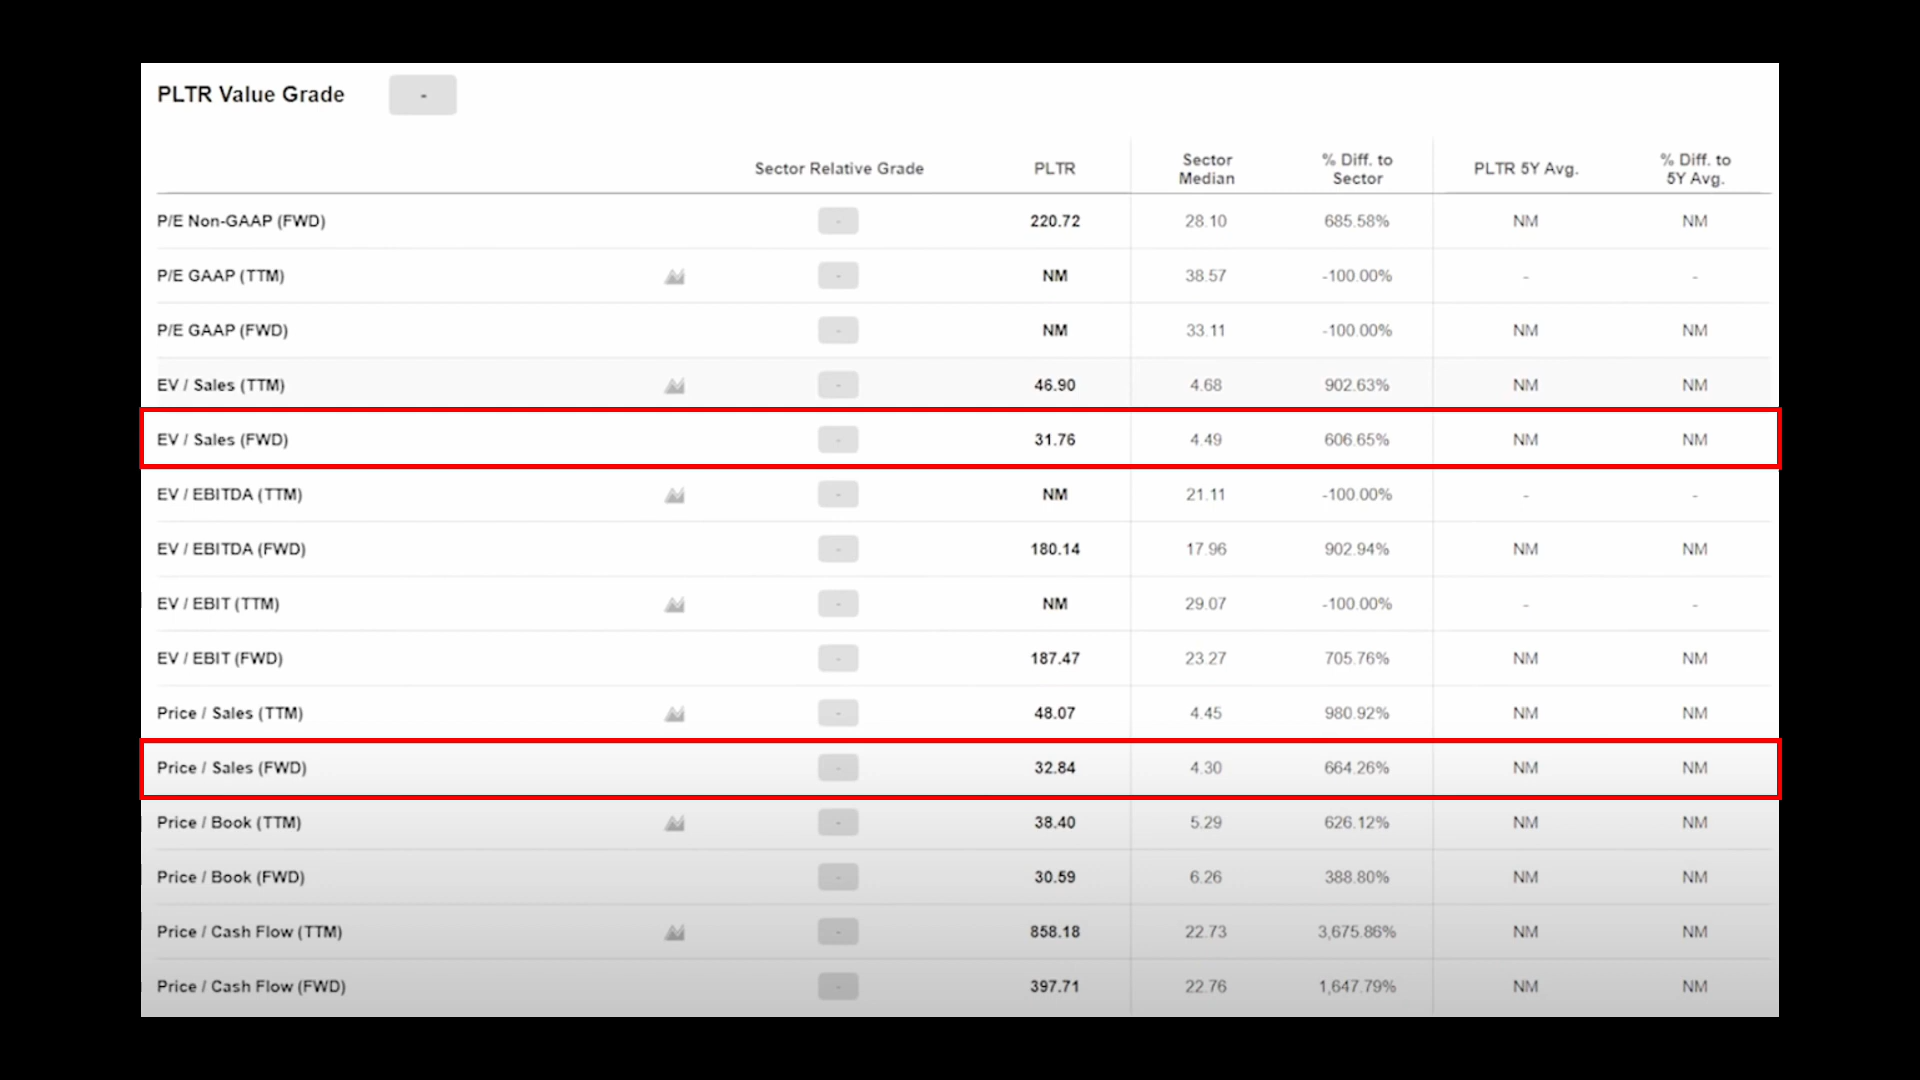 PLTR Value Grade -
Sector Relative Grade PLTR Sector Median % Diff. to Sector PLTR 5Y Avg. % Diff. to 5Y Avg.
P/E Non-GAAP (FWD) - 220.72 28.10 685.58% NM NM
P/E GAAP (TTM) - NM 38.57 -100.00% - -
P/E GAAP (FWD) - NM 33.11 -100.00% NM NM
EV / Sales (TTM) - 46.90 4.68 902.63% NM NM
EV / Sales (FWD) - 31.76 4.49 606.65% NM NM
EV / EBITDA (TTM) - NM 21.11 -100.00% - -
EV / EBITDA (FWD) - 180.14 17.96 902.94% NM NM
EV / EBIT (TTM) - NM 29.07 -100.00% - -
EV / EBIT (FWD) - 187.47 23.27 705.76% NM NM
Price / Sales (TTM) - 48.07 4.45 980.92% NM NM
Price / Sales (FWD) - 32.84 4.30 664.26% NM NM
Price / Book (TTM) - 38.40 5.29 626.12% NM NM
Price / Book (FWD) - 30.59 6.26 388.80% NM NM
Price / Cash Flow (TTM) - 858.18 22.73 3,675.86% NM NM
Price / Cash Flow (FWD) - 397.71 22.76 1,647.79% NM NM